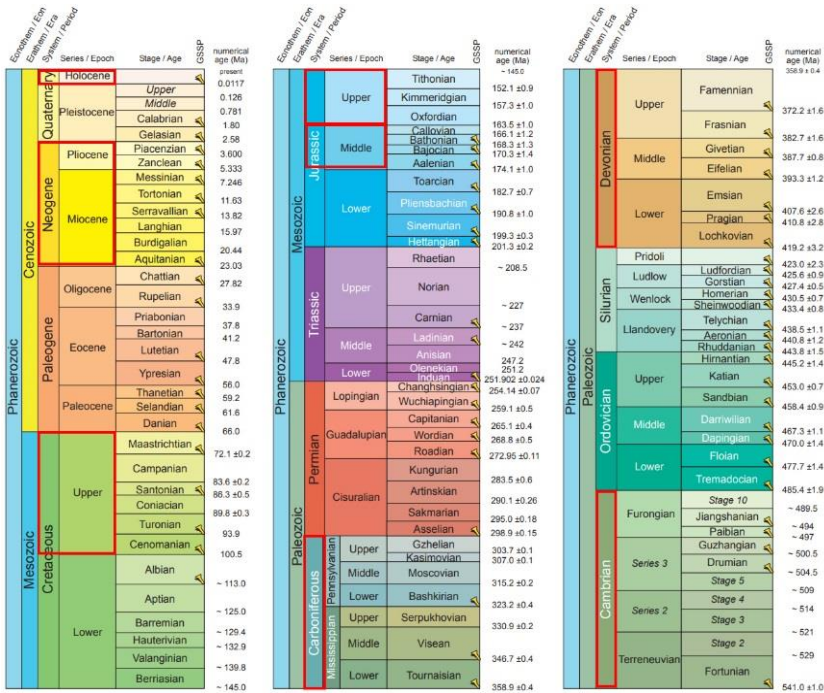 Eonothem / Eon
Erathem / Era
System / Period
Series / Epoch
Stage / Age
GSSP
numerical
age (Ma)
Phanerozoic
Cenozoic
Mesozoic
Quaternary
Neogene
Paleogene
Cretaceous
Holocene
Pleistocene
Pliocene
Miocene
Oligocene
Eocene
Paleocene
Upper
Lower
Upper
Middle
Calabrian
Gelasian
Piacenzian
Zanclean
Messinian
Tortonian
Serravallian
Langhian
Burdigalian
Aquitanian
Chattian
Rupelian
Priabonian
Bartonian
Lutetian
Ypresian
Thanetian
Selandian
Danian
Maastrichtian
Campanian
Santonian
Coniacian
Turonian
Cenomanian
Albian
Aptian
Barremian
Hauterivian
Valanginian
Berriasian
present
0.0117
0.126
0.781
1.80
2.58
3.600
5.333
7.246
11.63
13.82
15.97
20.44
23.03
27.82
33.9
37.8
41.2
47.8
56.0
59.2
61.6
66.0
72.1 ±0.2
83.6 ±0.2
86.3 ±0.5
89.8 ±0.3
93.9
100.5
~ 113.0
~ 125.0
~ 129.4
~ 132.9
~ 139.8
~ 145.0
Eonothem / Eon
Erathem / Era
System / Period
Series / Epoch
Stage / Age
GSSP
numerical
age (Ma)
Phanerozoic
Mesozoic
Paleozoic
Jurassic
Triassic
Permian
Carboniferous
Pennsylvanian
Mississippian
Upper
Middle
Lower
Upper
Middle
Lower
Lopingian
Guadalupian
Cisuralian
Upper
Middle
Lower
Upper
Middle
Lower
Tithonian
Kimmeridgian
Oxfordian
Callovian
Bathonian
Bajocian
Aalenian
Toarcian
Pliensbachian
Sinemurian
Hettangian
Rhaetian
Norian
Carnian
Ladinian
Anisian
Olenekian
Induan
Changhsingian
Wuchiapingian
Capitanian
Wordian
Roadian
Kungurian
Artinskian
Sakmarian
Asselian
Gzhelian
Kasimovian
Moscovian
Bashkirian
Serpukhovian
Visean
Tournaisian
~ 145.0
152.1 ±0.9
157.3 ±1.0
163.5 ±1.0
166.1 ±1.2
168.3 ±1.3
170.3 ±1.4
174.1 ±1.0
182.7 ±0.7
190.8 ±1.0
199.3 ±0.3
201.3 ±0.2
~ 208.5
~ 227
~ 237
~ 242
247.2
251.2
251.902 ±0.024
254.14 ±0.07
259.1 ±0.5
265.1 ±0.4
268.8 ±0.5
272.95 ±0.11
283.5 ±0.6
290.1 ±0.26
295.0 ±0.18
298.9 ±0.15
303.7 ±0.1
307.0 ±0.1
315.2 ±0.2
323.2 ±0.4
330.9 ±0.2
346.7 ±0.4
358.9 ±0.4
Eonothem / Eon
Erathem / Era
System / Period
Series / Epoch
Stage / Age
GSSP
numerical
age (Ma)
Phanerozoic
Paleozoic
Devonian
Silurian
Ordovician
Cambrian
Upper
Middle
Lower
Pridoli
Ludlow
Wenlock
Llandovery
Upper
Middle
Lower
Furongian
Series 3
Series 2
Terreneuvian
Famennian
Frasnian
Givetian
Eifelian
Emsian
Pragian
Lochkovian
Ludfordian
Gorstian
Homerian
Sheinwoodian
Telychian
Aeronian
Rhuddanian
Hirnantian
Katian
Sandbian
Darriwilian
Dapingian
Floian
Tremadocian
Stage 10
Jiangshanian
Paibian
Guzhangian
Drumian
Stage 5
Stage 4
Stage 3
Stage 2
Fortunian
358.9 ± 0.4
372.2 ±1.6
382.7 ±1.6
387.7 ±0.8
393.3 ±1.2
407.6 ±2.6
410.8 ±2.8
419.2 ±3.2
423.0 ±2.3
425.6 ±0.9
427.4 ±0.5
430.5 ±0.7
433.4 ±0.8
438.5 ±1.1
440.8 ±1.2
443.8 ±1.5
445.2 ±1.4
453.0 ±0.7
458.4 ±0.9
467.3 ±1.1
470.0 ±1.4
477.7 ±1.4
485.4 ±1.9
~ 489.5
~ 494
~ 497
~ 500.5
~ 504.5
~ 509
~ 514
~ 521
~ 529
541.0 ±1.0